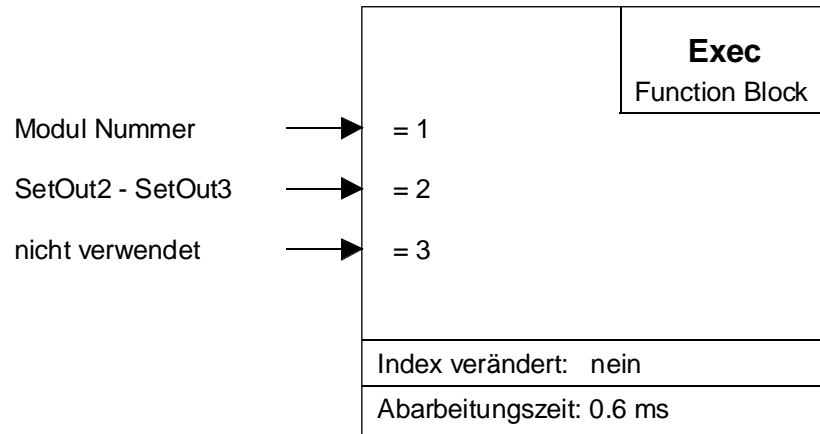 Exec
Function Block
Modul Nummer = 1
SetOut2 - SetOut3 = 2
nicht verwendet = 3
Index verändert: nein
Abarbeitungszeit: 0.6 ms